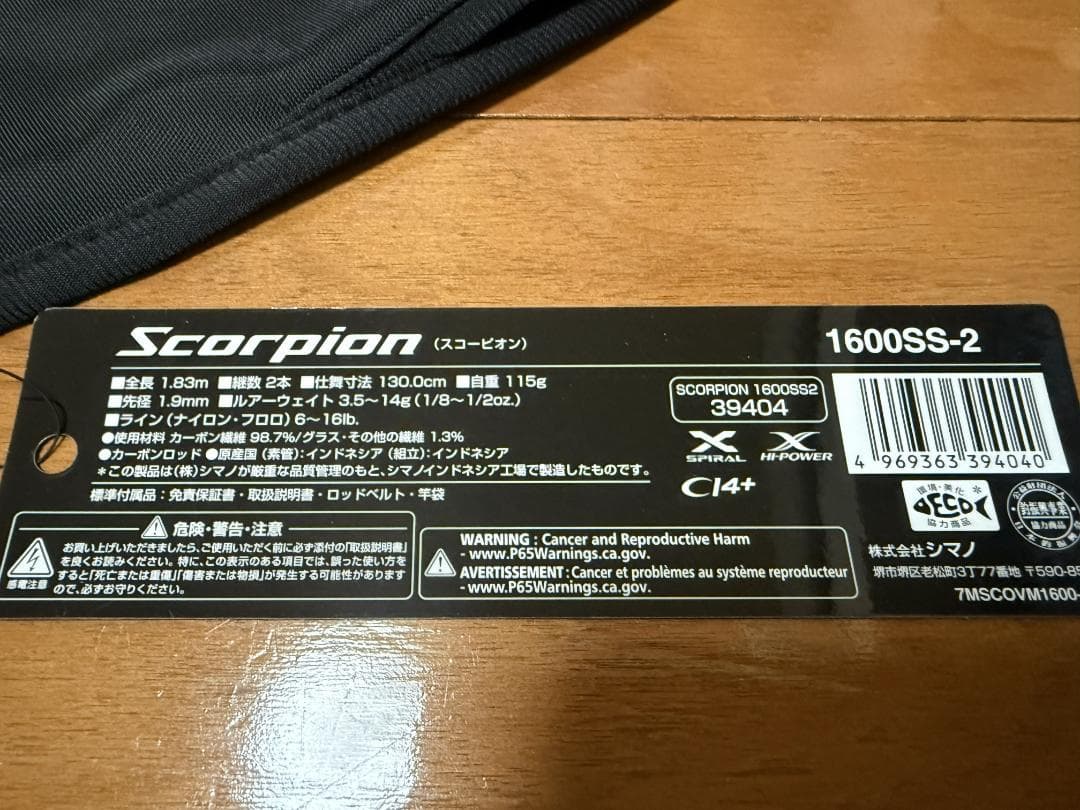 Scorpion (スコーピオン) 1600SS-2
■全長 1.83m ■継数 2本 ■仕舞寸法 130.0cm ■自重 115g
■先径 1.9mm ■ルアーウェイト 3.5~14g (1/8~1/2oz.)
■ライン(ナイロン・フロロ) 6~16lb.
●使用材料 カーボン繊維 98.7%/グラス・その他の繊維 1.3%
●カーボンロッド ●原産国 (素管):インドネシア (組立):インドネシア
*この製品は(株)シマノが厳重な品質管理のもと、シマノインドネシア工場で製造したものです。
標準付属品:免責保証書・取扱説明書・ロッドベルト・竿袋
SCORPION 1600SS2
39404
X SPIRAL
X HI-POWER
CI4+
4 969363 394040
環境・美化
ECO
協力商品
協力商品
株式会社シマノ
堺市堺区老松町3丁77番地 〒590-85
7MSCOVM1600-
危険・警告・注意
感電注意
お買い上げいただきましたら、ご使用いただく前に必ず添付の「取扱説明書」
を良くお読みください。特に、この表示のある項目では、誤った使い方を
すると「死亡または重傷」「傷害または物損」が発生する可能性があります
ので、必ずお守りください。
WARNING : Cancer and Reproductive Harm
- www.P65Warnings.ca.gov.
AVERTISSEMENT : Cancer et problèmes au système reproducteur
- www.P65Warnings.ca.gov.